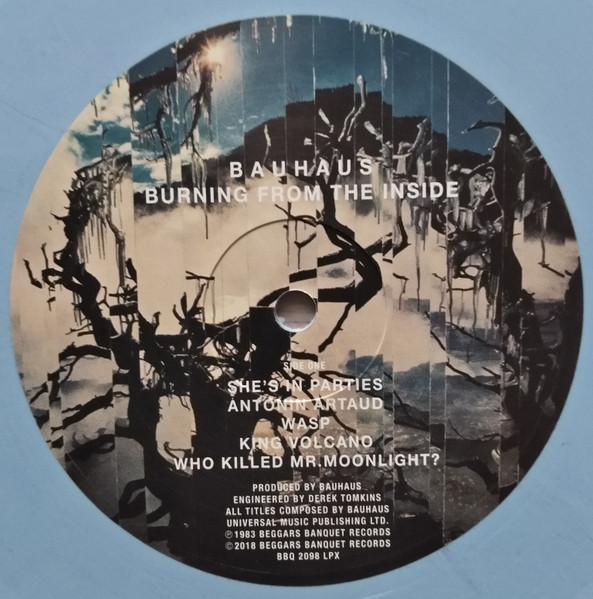 BAUHAUS
BURNING FROM THE INSIDE
SIDE ONE
SHE'S IN PARTIES
ANTONIN ARTAUD
WASP
KING VOLCANO
WHO KILLED MR.MOONLIGHT?
PRODUCED BY BAUHAUS
ENGINEERED BY DEREK TOMKINS
ALL TITLES COMPOSED BY BAUHAUS
UNIVERSAL MUSIC PUBLISHING LTD.
℗1983 BEGGARS BANQUET RECORDS
©2018 BEGGARS BANQUET RECORDS
BBQ 2098 LPX